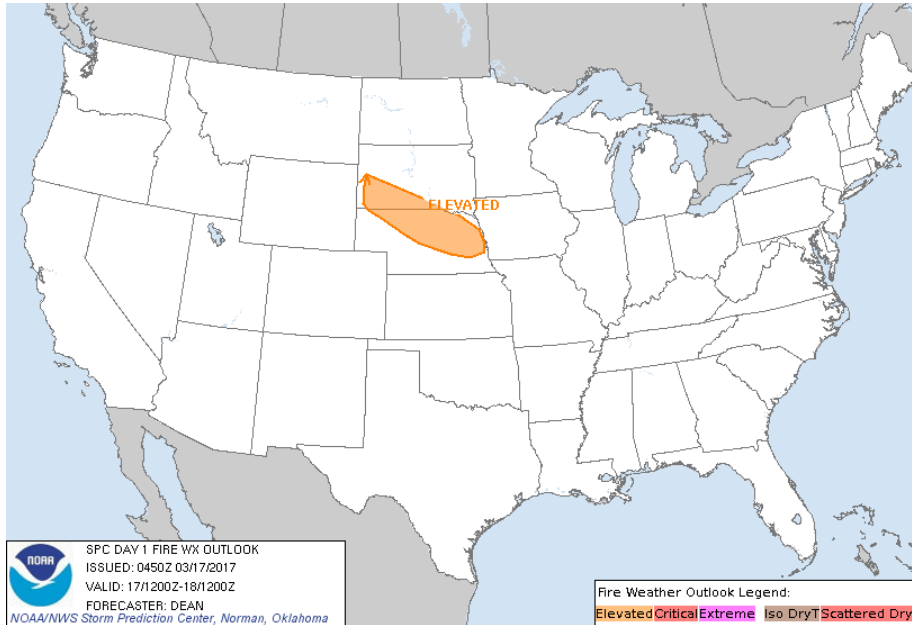 ELEVATED
NOAA
SPC DAY 1 FIRE WX OUTLOOK
ISSUED: 0450Z 03/17/2017
VALID: 17/1200Z-18/1200Z
FORECASTER: DEAN
NOAA/NWS Storm Prediction Center, Norman, Oklahoma
Fire Weather Outlook Legend:
Elevated Critical Extreme Iso DryT Scattered Dry